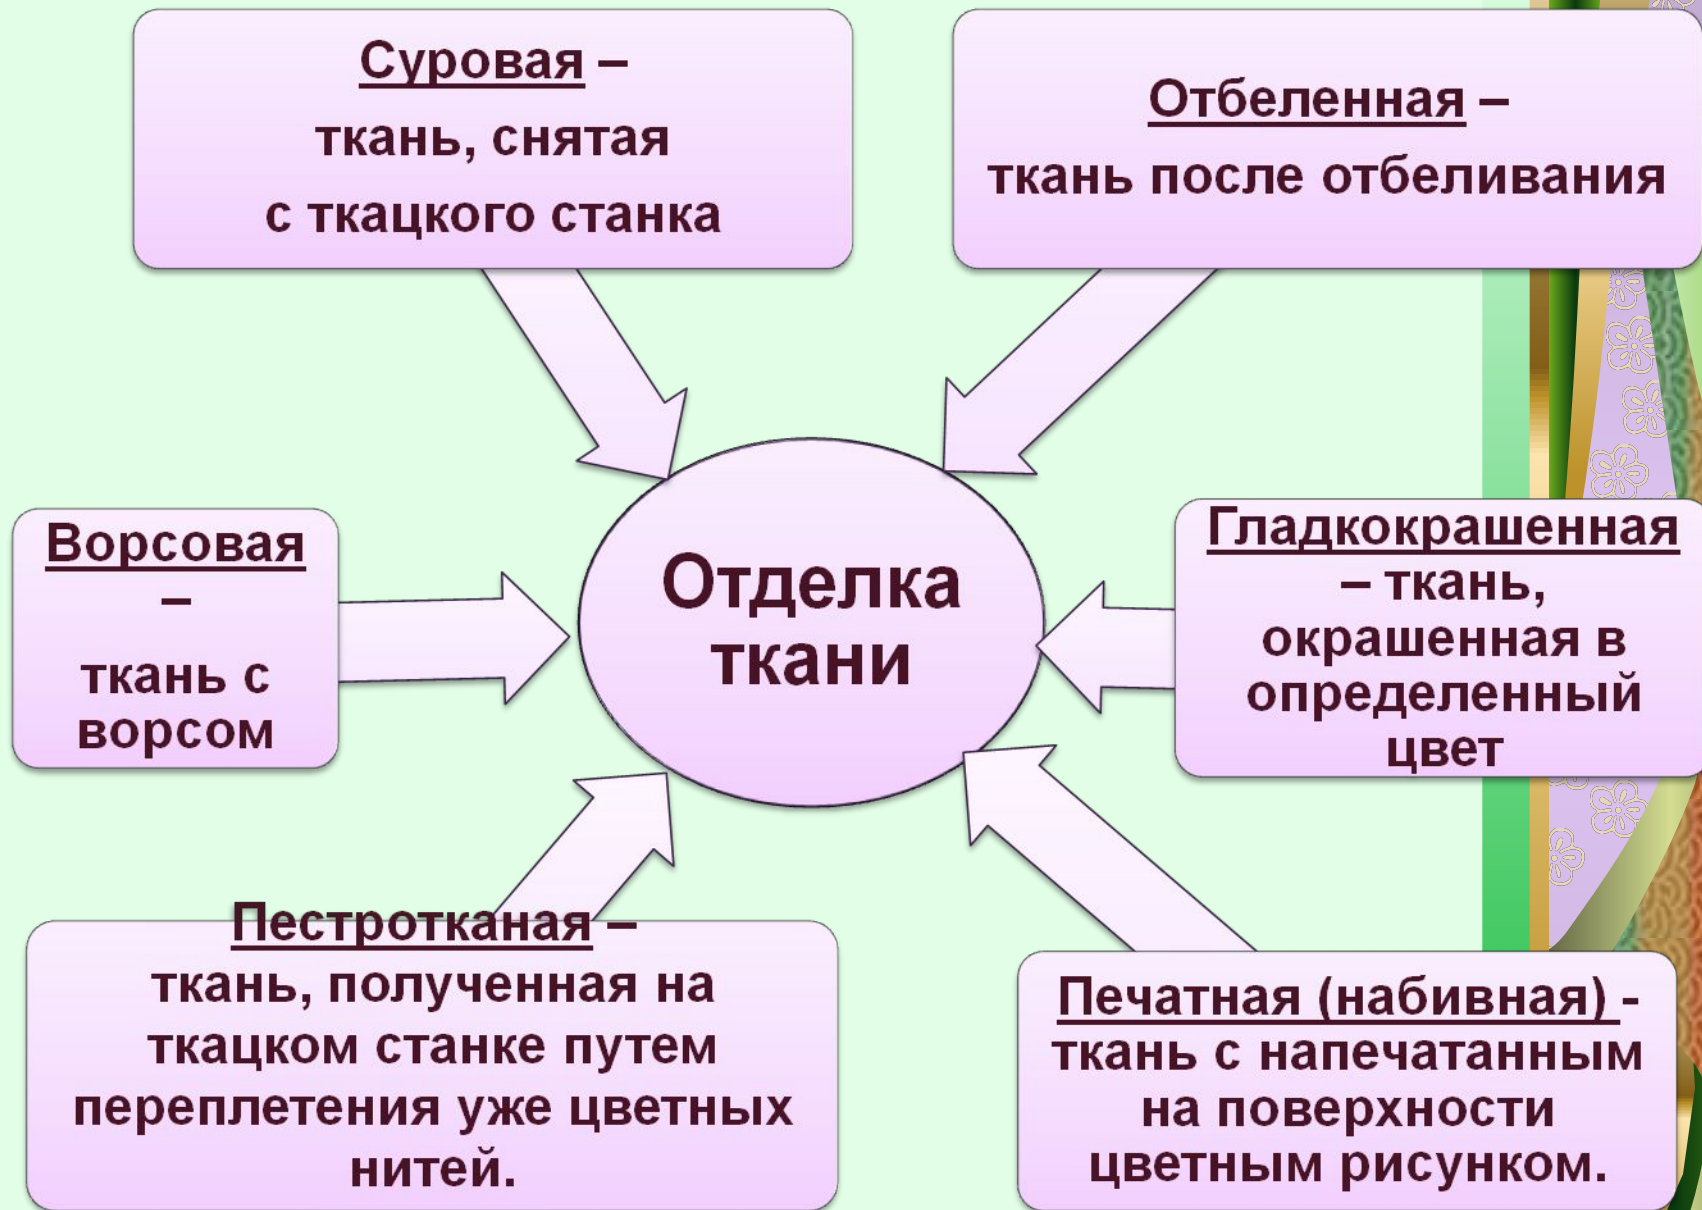 Суровая –
ткань, снятая
с ткацкого станка
Отбеленная –
ткань после отбеливания
Ворсовая
–
ткань с
ворсом
Отделка
ткани
Гладкокрашенная
– ткань,
окрашенная в
определенный
цвет
Пестротканая –
ткань, полученная на
ткацком станке путем
переплетения уже цветных
нитей.
Печатная (набивная) -
ткань с напечатанным
на поверхности
цветным рисунком.